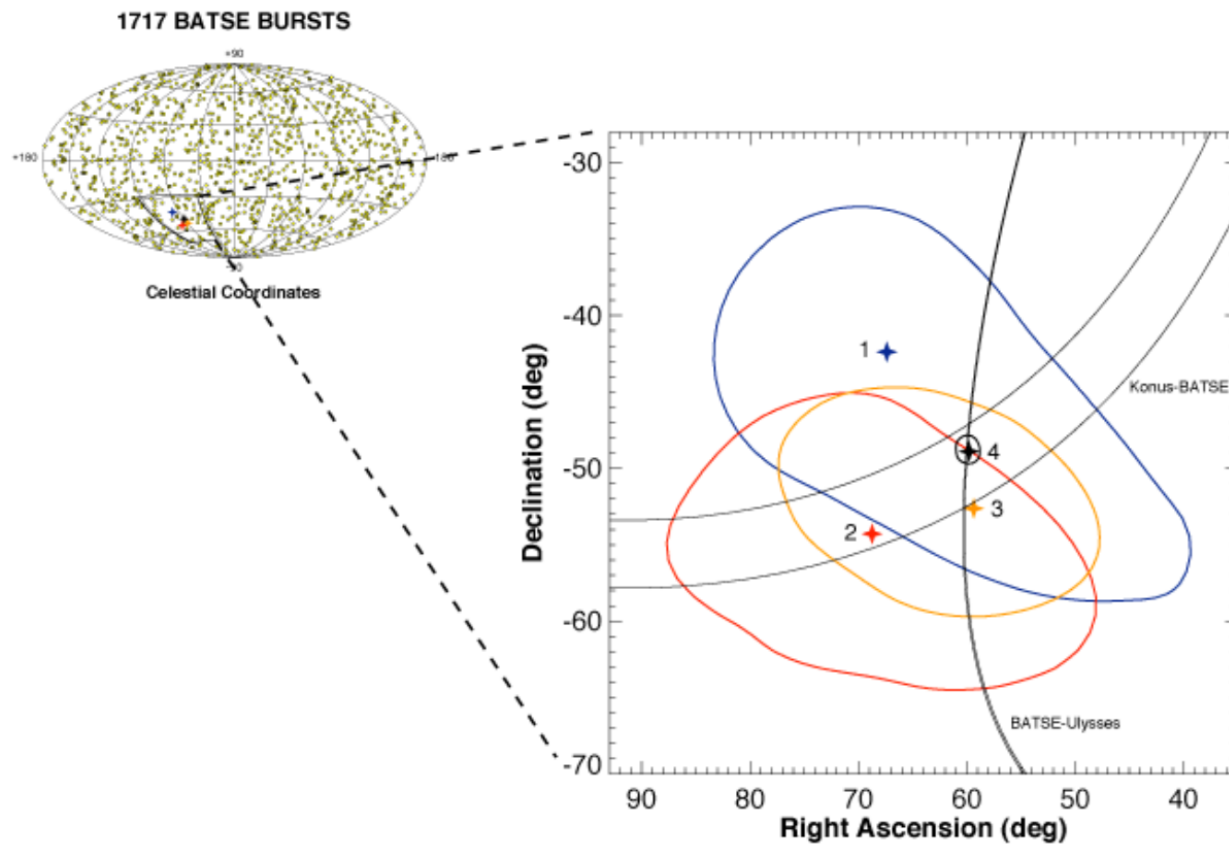 1717 BATSE BURSTS
+90
+180
-180
-90
Celestial Coordinates
-30
-40
-50
-60
-70
Declination (deg)
1
2
3
4
Konus-BATSE
BATSE-Ulysses
90 80 70 60 50 40
Right Ascension (deg)